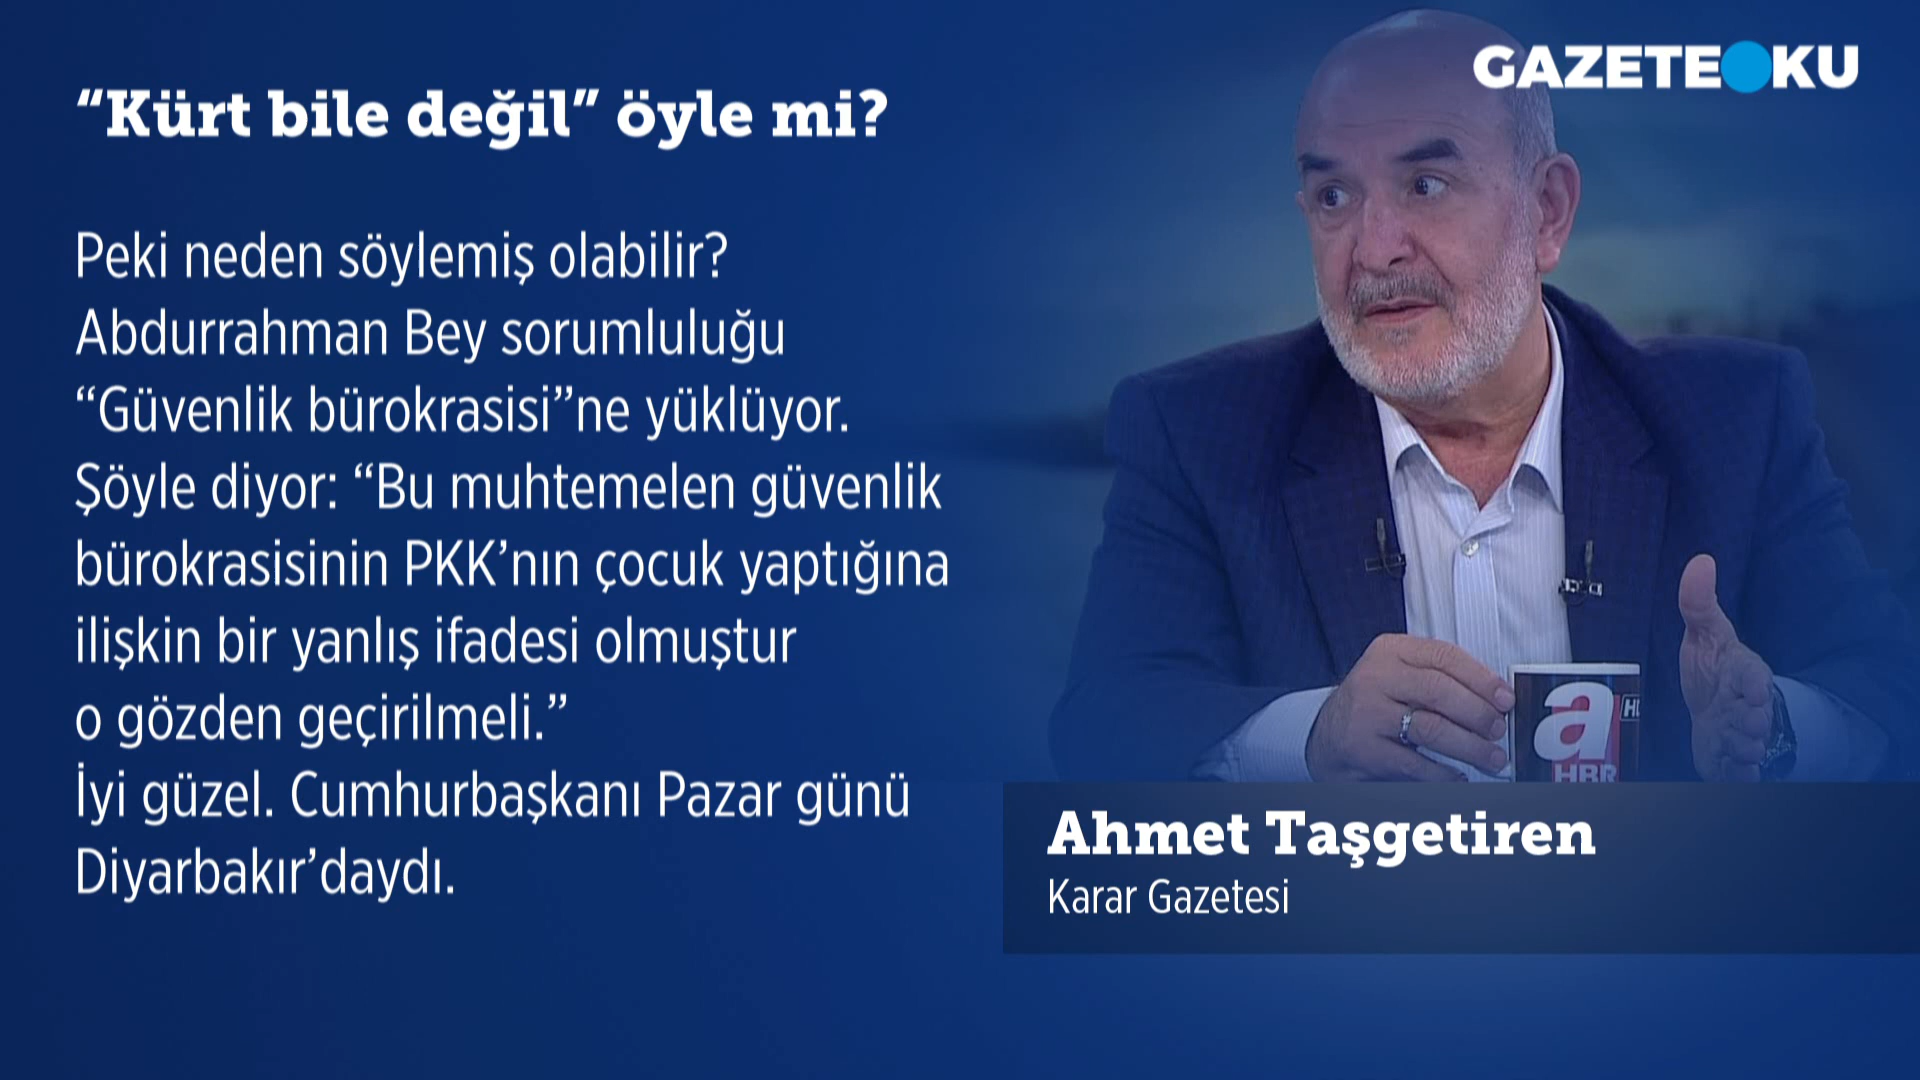 GAZETE KU
“Kürt bile değil” öyle mi?
Peki neden söylemiş olabilir?
Abdurrahman Bey sorumluluğu
“Güvenlik bürokrasisi”ne yüklüyor.
Şöyle diyor: “Bu muhtemelen güvenlik
bürokrasisinin PKK’nın çocuk yaptığına
ilişkin bir yanlış ifadesi olmuştur
o gözden geçirilmeli.”
İyi güzel. Cumhurbaşkanı Pazar günü
Diyarbakır’daydı.
a
HBR
Ahmet Taşgetiren
Karar Gazetesi